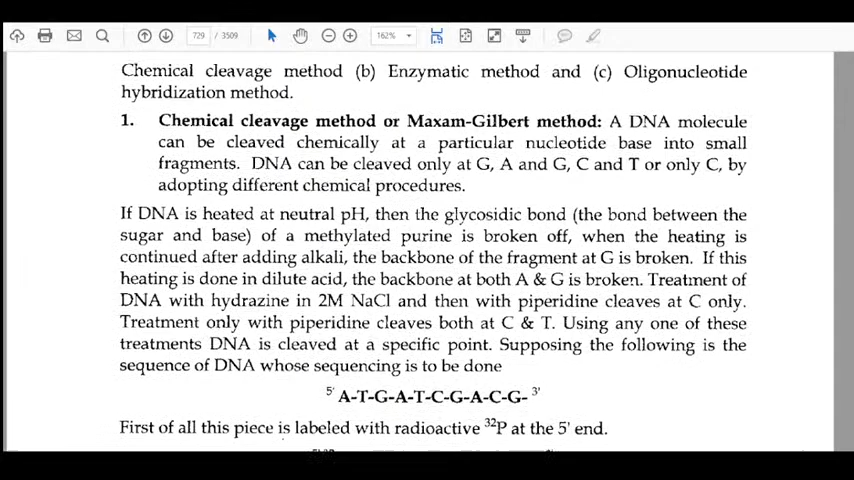 729 / 3509
162%
Chemical cleavage method (b) Enzymatic method and (c) Oligonucleotide
hybridization method.
1. Chemical cleavage method or Maxam-Gilbert method: A DNA molecule
can be cleaved chemically at a particular nucleotide base into small
fragments. DNA can be cleaved only at G, A and G, C and T or only C, by
adopting different chemical procedures.
If DNA is heated at neutral pH, then the glycosidic bond (the bond between the
sugar and base) of a methylated purine is broken off, when the heating is
continued after adding alkali, the backbone of the fragment at G is broken. If this
heating is done in dilute acid, the backbone at both A & G is broken. Treatment of
DNA with hydrazine in 2M NaCl and then with piperidine cleaves at C only.
Treatment only with piperidine cleaves both at C & T. Using any one of these
treatments DNA is cleaved at a specific point. Supposing the following is the
sequence of DNA whose sequencing is to be done
5' A-T-G-A-T-C-G-A-C-G- 3'
First of all this piece is labeled with radioactive ³²P at the 5' end.